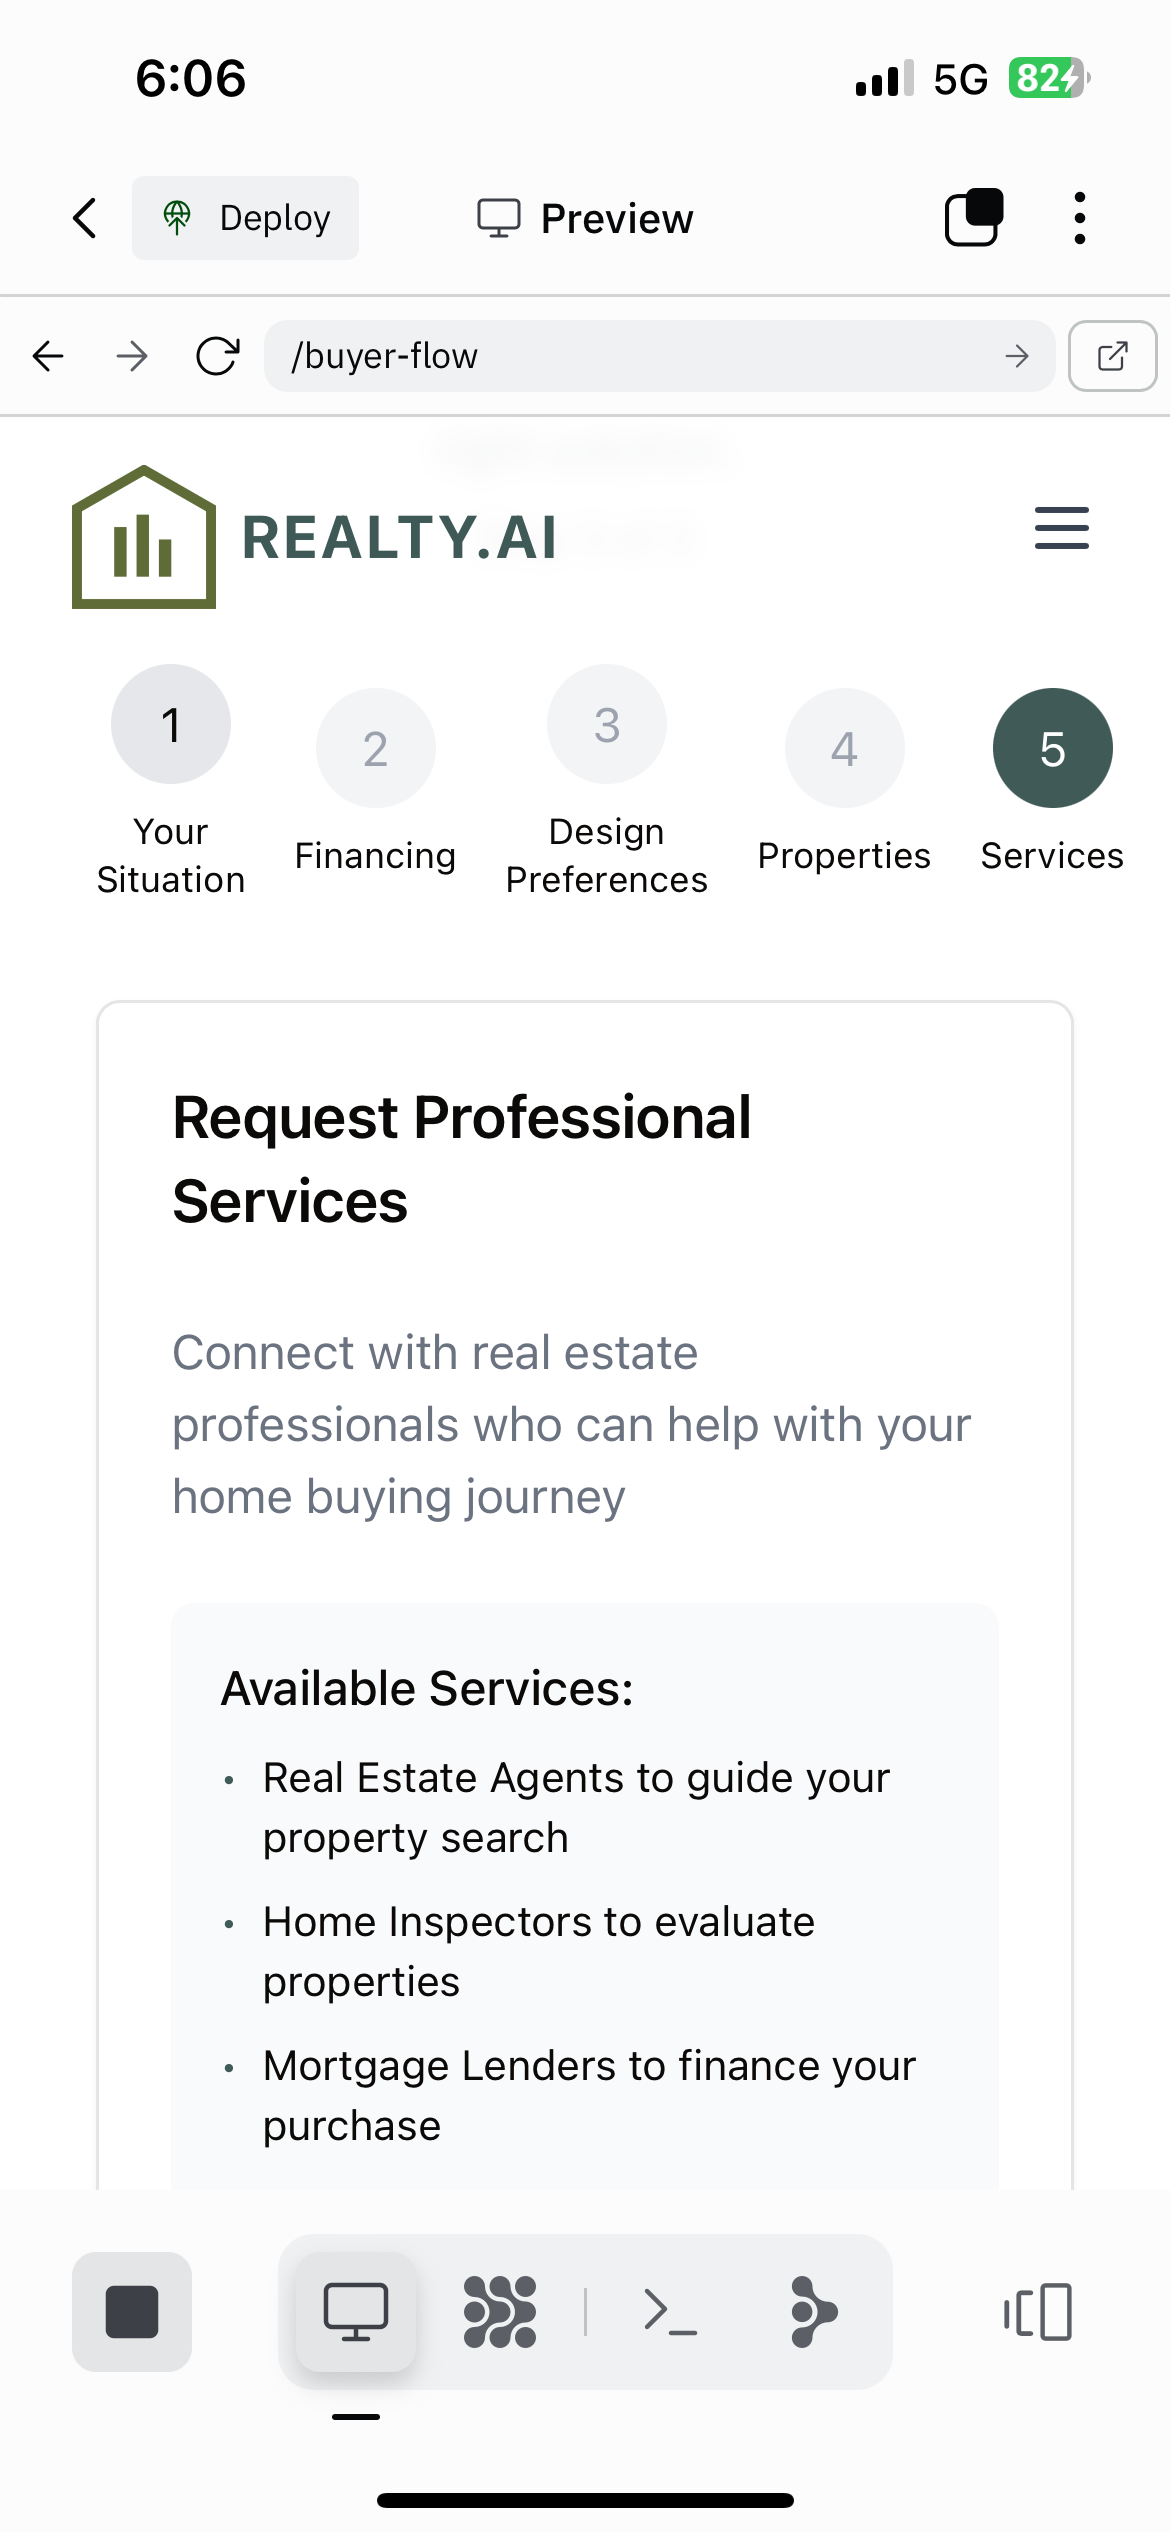 6:06
5G
82
Deploy
Preview
/buyer-flow
REALTY.AI
1
2
3
4
5
Your
Situation
Financing
Design
Preferences
Properties
Services
Request Professional
Services
Connect with real estate
professionals who can help with your
home buying journey
Available Services:
• Real Estate Agents to guide your
property search
• Home Inspectors to evaluate
properties
• Mortgage Lenders to finance your
purchase